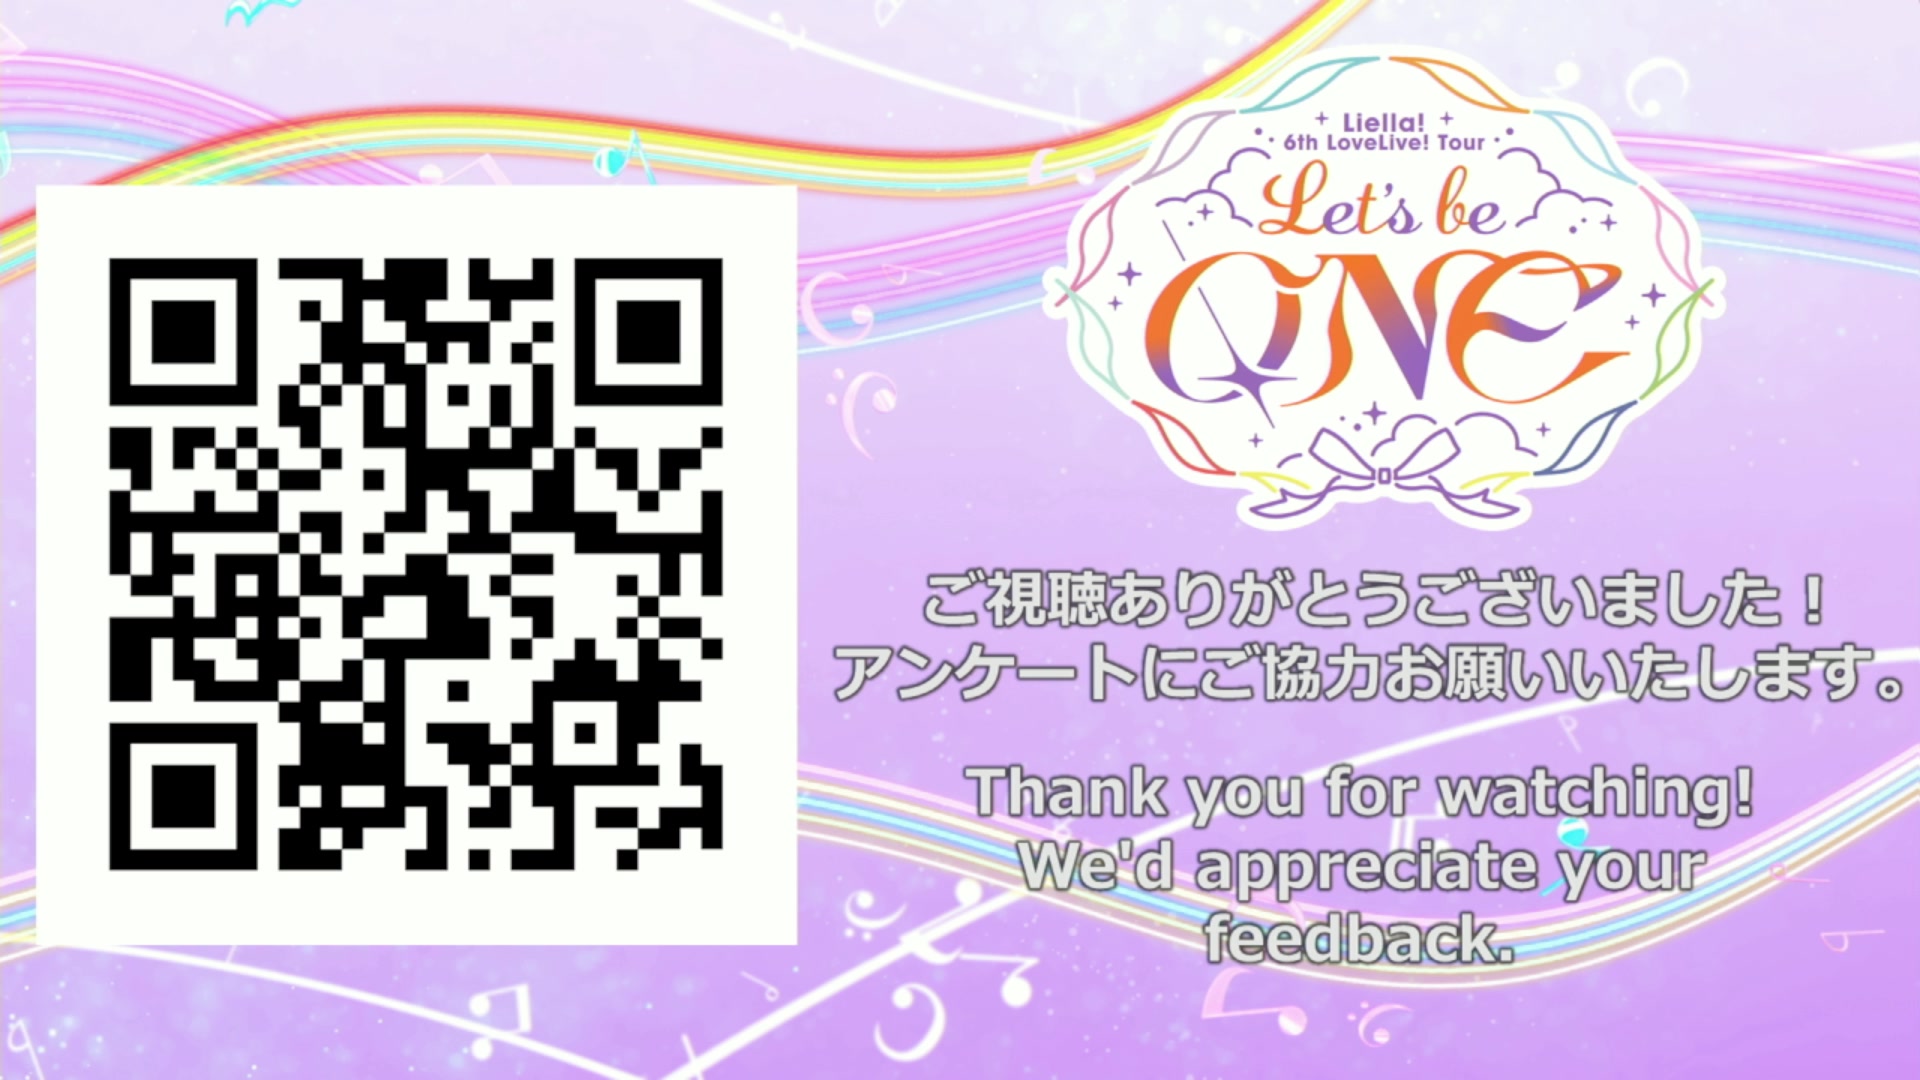 Liella!
6th LoveLive! Tour
Let's be
ONE
ご視聴ありがとうございました！
アンケートにご協力お願いいたします。
Thank you for watching!
We'd appreciate your
feedback.